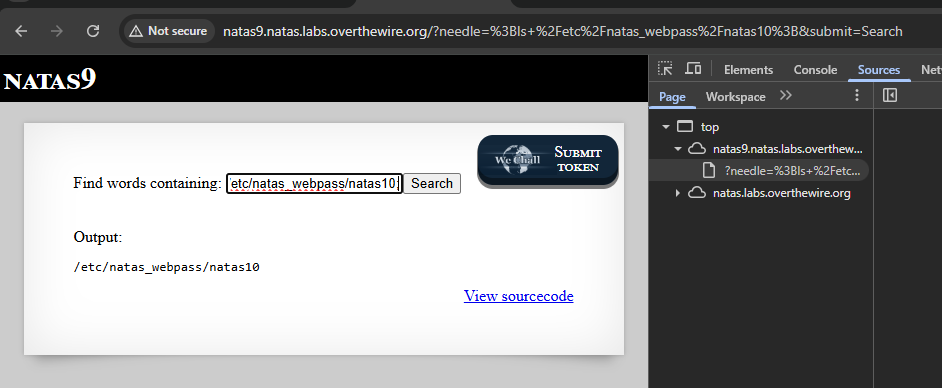 Not secure natas9.natas.labs.overthewire.org/?needle=%3Bls+%2Fetc%2Fnatas_webpass%2Fnatas10%3B&submit=Search
NATAS9
Elements Console Sources
Page Workspace
top
natas9.natas.labs.overthew...
?needle=%3Bls+%2Fetc...
natas.labs.overthewire.org
We Chall SUBMIT TOKEN
Find words containing: etc/natas_webpass/natas10; Search
Output:
/etc/natas_webpass/natas10
View sourcecode